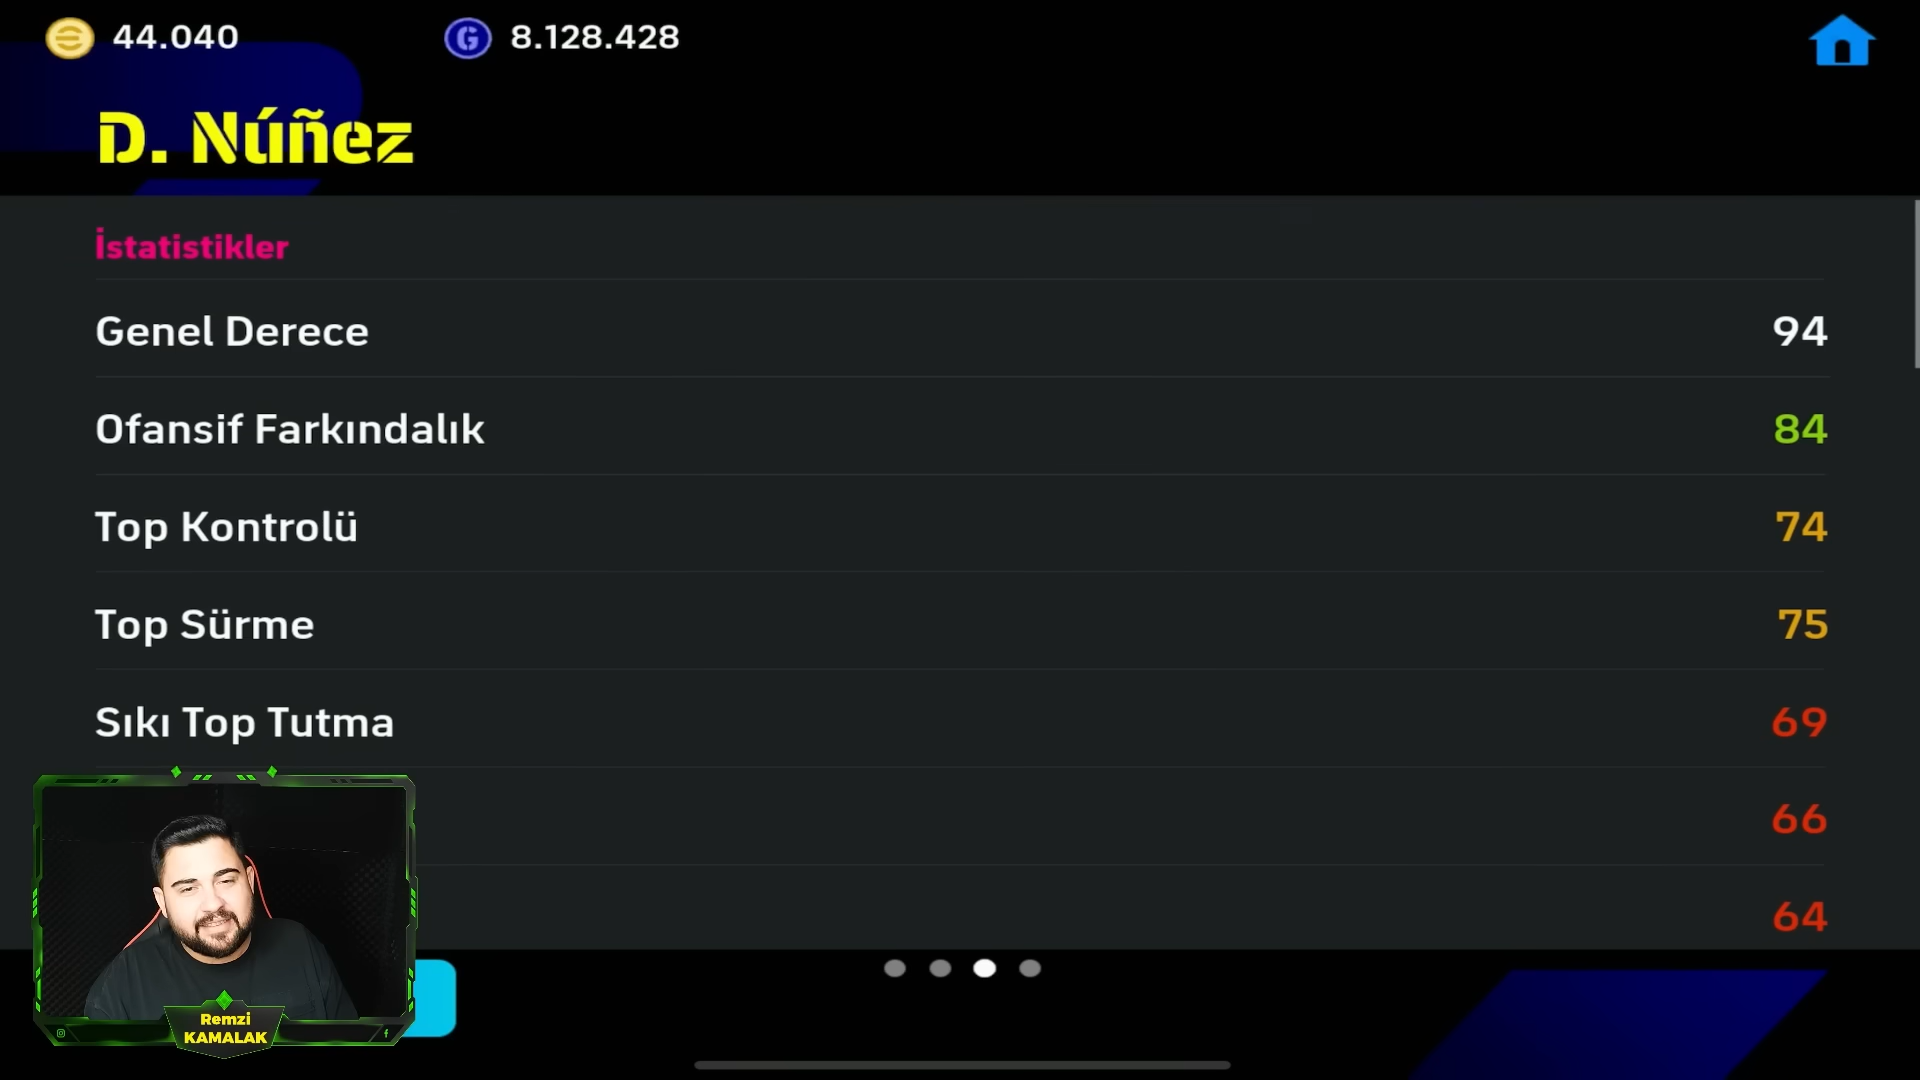 44.040
8.128.428
D. Núñez
İstatistikler
Genel Derece 94
Ofansif Farkındalık 84
Top Kontrolü 74
Top Sürme 75
Sıkı Top Tutma 69
66
64
Remzi
KAMALAK